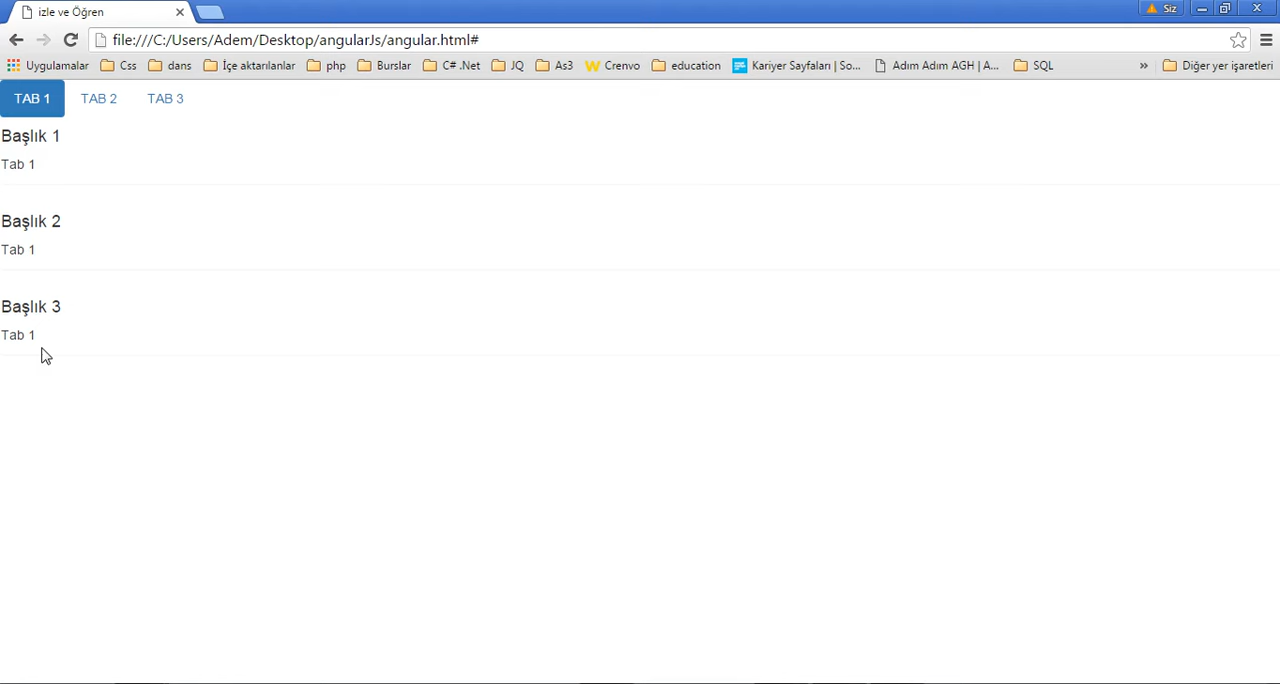 izle ve Öğren
Siz
file:///C:/Users/Adem/Desktop/angularJs/angular.html#
Uygulamalar Css dans İçe aktarılanlar php Burslar C# .Net JQ As3 Crenvo education Kariyer Sayfaları | So... Adım Adım AGH | A... SQL » Diğer yer işaretleri
TAB 1 TAB 2 TAB 3
Başlık 1
Tab 1
Başlık 2
Tab 1
Başlık 3
Tab 1